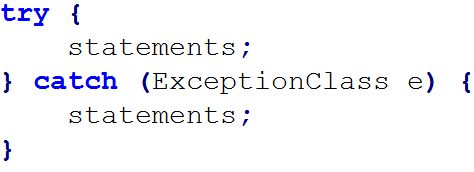 try {
    statements;
} catch (ExceptionClass e) {
    statements;
}